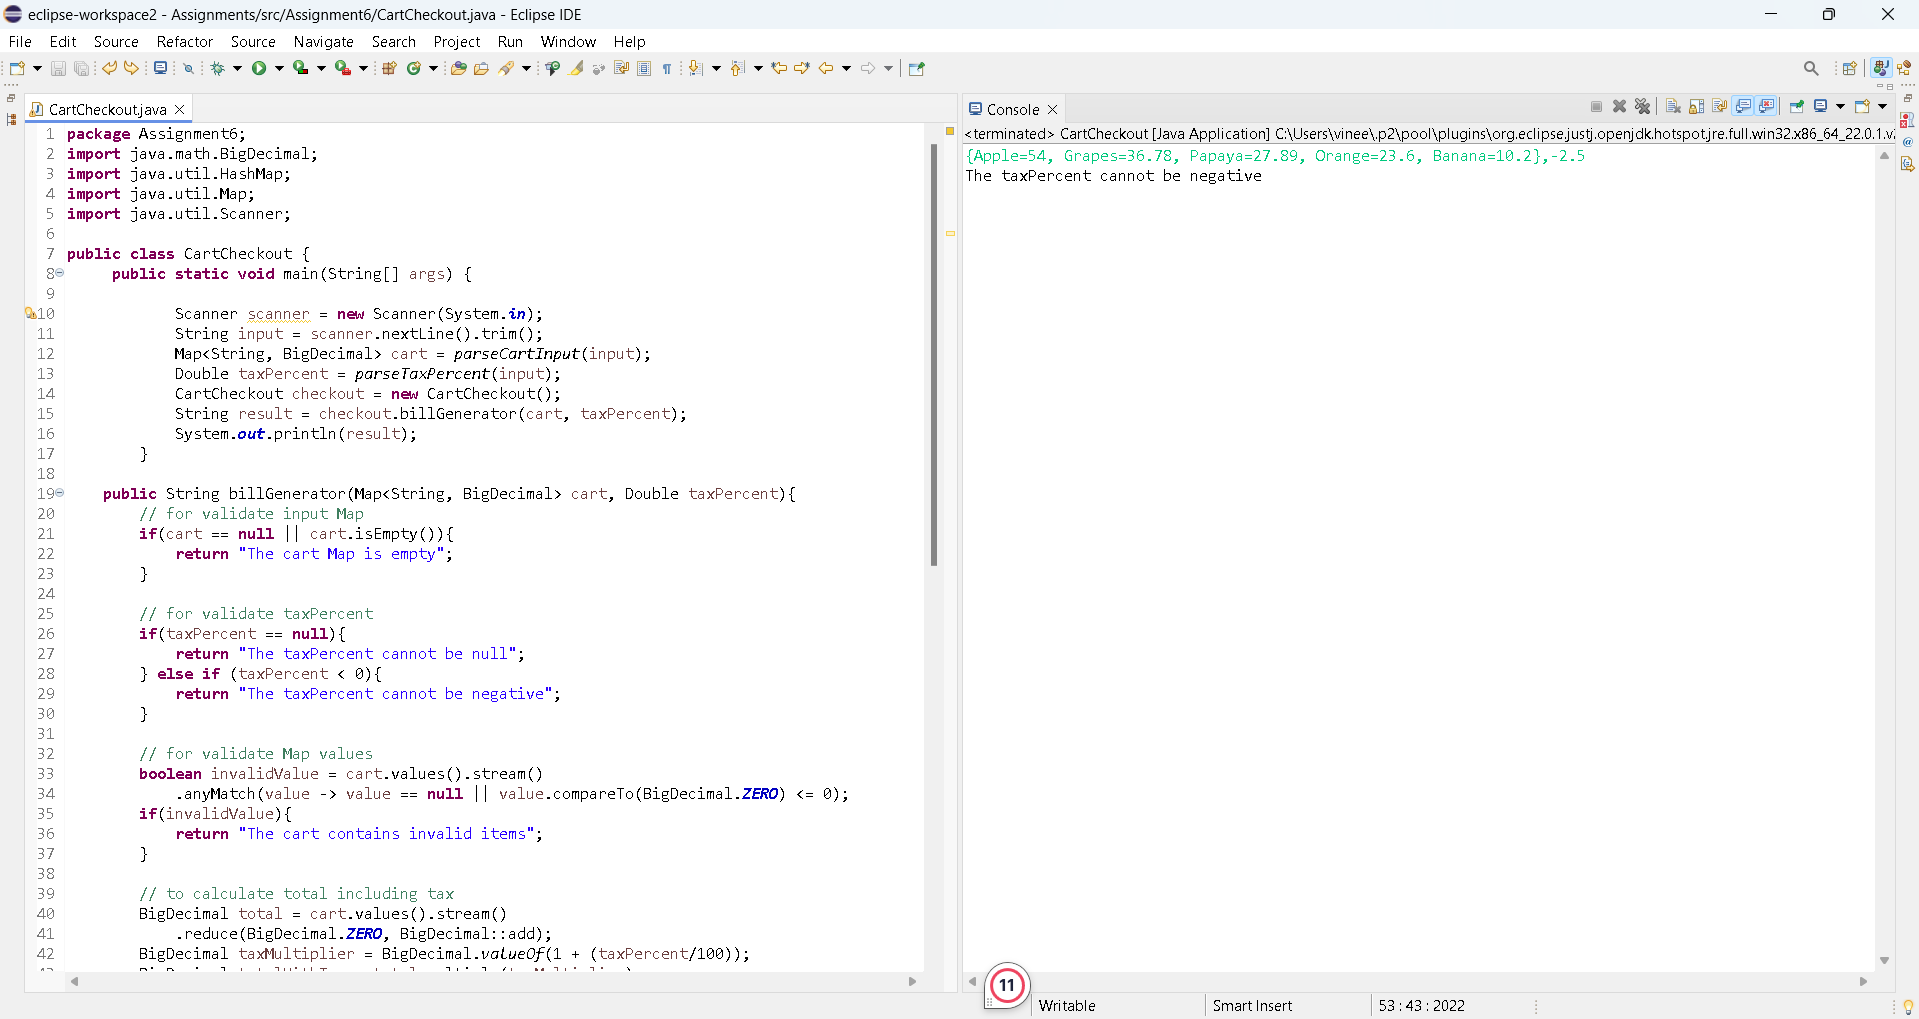 eclipse-workspace2 - Assignments/src/Assignment6/CartCheckout.java - Eclipse IDE
File Edit Source Refactor Source Navigate Search Project Run Window Help
CartCheckout.java
1 package Assignment6;
2 import java.math.BigDecimal;
3 import java.util.HashMap;
4 import java.util.Map;
5 import java.util.Scanner;
6
7 public class CartCheckout {
8 public static void main(String[] args) {
9
10 Scanner scanner = new Scanner(System.in);
11 String input = scanner.nextLine().trim();
12 Map<String, BigDecimal> cart = parseCartInput(input);
13 Double taxPercent = parseTaxPercent(input);
14 CartCheckout checkout = new CartCheckout();
15 String result = checkout.billGenerator(cart, taxPercent);
16 System.out.println(result);
17 }
18
19 public String billGenerator(Map<String, BigDecimal> cart, Double taxPercent){
20 // for validate input Map
21 if(cart == null || cart.isEmpty()){
22 return "The cart Map is empty";
23 }
24
25 // for validate taxPercent
26 if(taxPercent == null){
27 return "The taxPercent cannot be null";
28 } else if (taxPercent < 0){
29 return "The taxPercent cannot be negative";
30 }
31
32 // for validate Map values
33 boolean invalidValue = cart.values().stream()
34 .anyMatch(value -> value == null || value.compareTo(BigDecimal.ZERO) <= 0);
35 if(invalidValue){
36 return "The cart contains invalid items";
37 }
38
39 // to calculate total including tax
40 BigDecimal total = cart.values().stream()
41 .reduce(BigDecimal.ZERO, BigDecimal::add);
42 BigDecimal taxMultiplier = BigDecimal.valueOf(1 + (taxPercent/100));
Console
<terminated> CartCheckout [Java Application] C:\Users\vinee\.p2\pool\plugins\org.eclipse.justj.openjdk.hotspot.jre.full.win32.x86_64_22.0.1.v
{Apple=54, Grapes=36.78, Papaya=27.89, Orange=23.6, Banana=10.2},-2.5
The taxPercent cannot be negative
11
Writable Smart Insert 53 : 43 : 2022